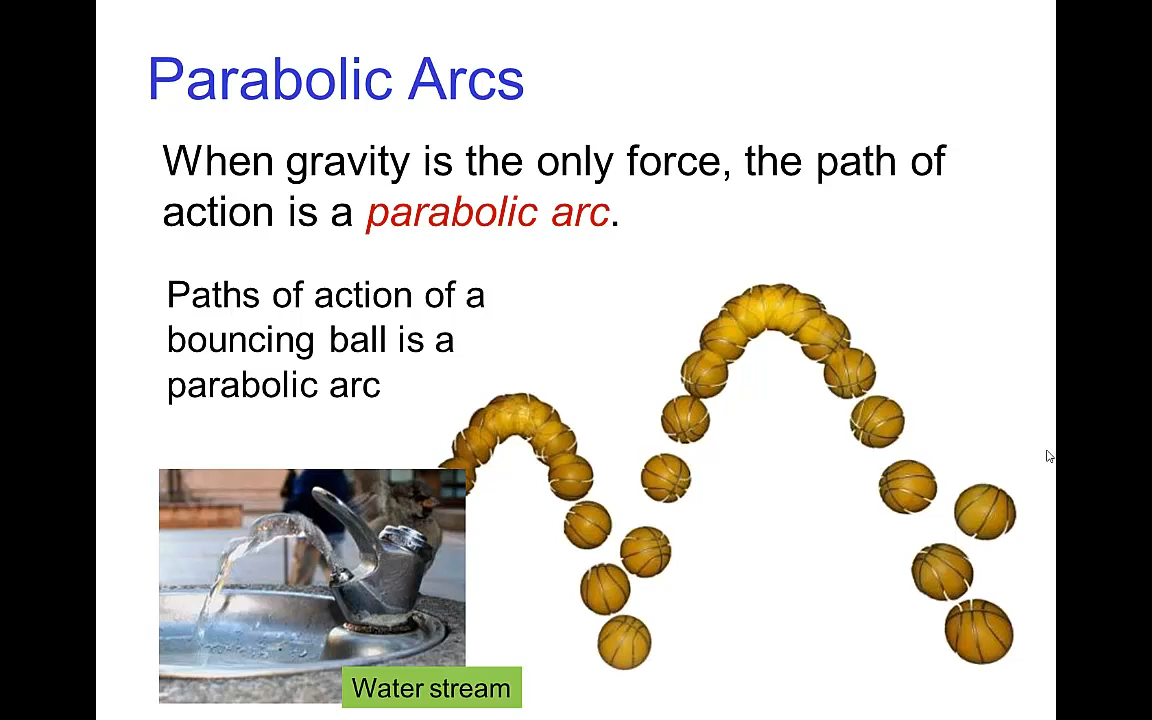 Parabolic Arcs
When gravity is the only force, the path of
action is a parabolic arc.
Paths of action of a
bouncing ball is a
parabolic arc
Water stream